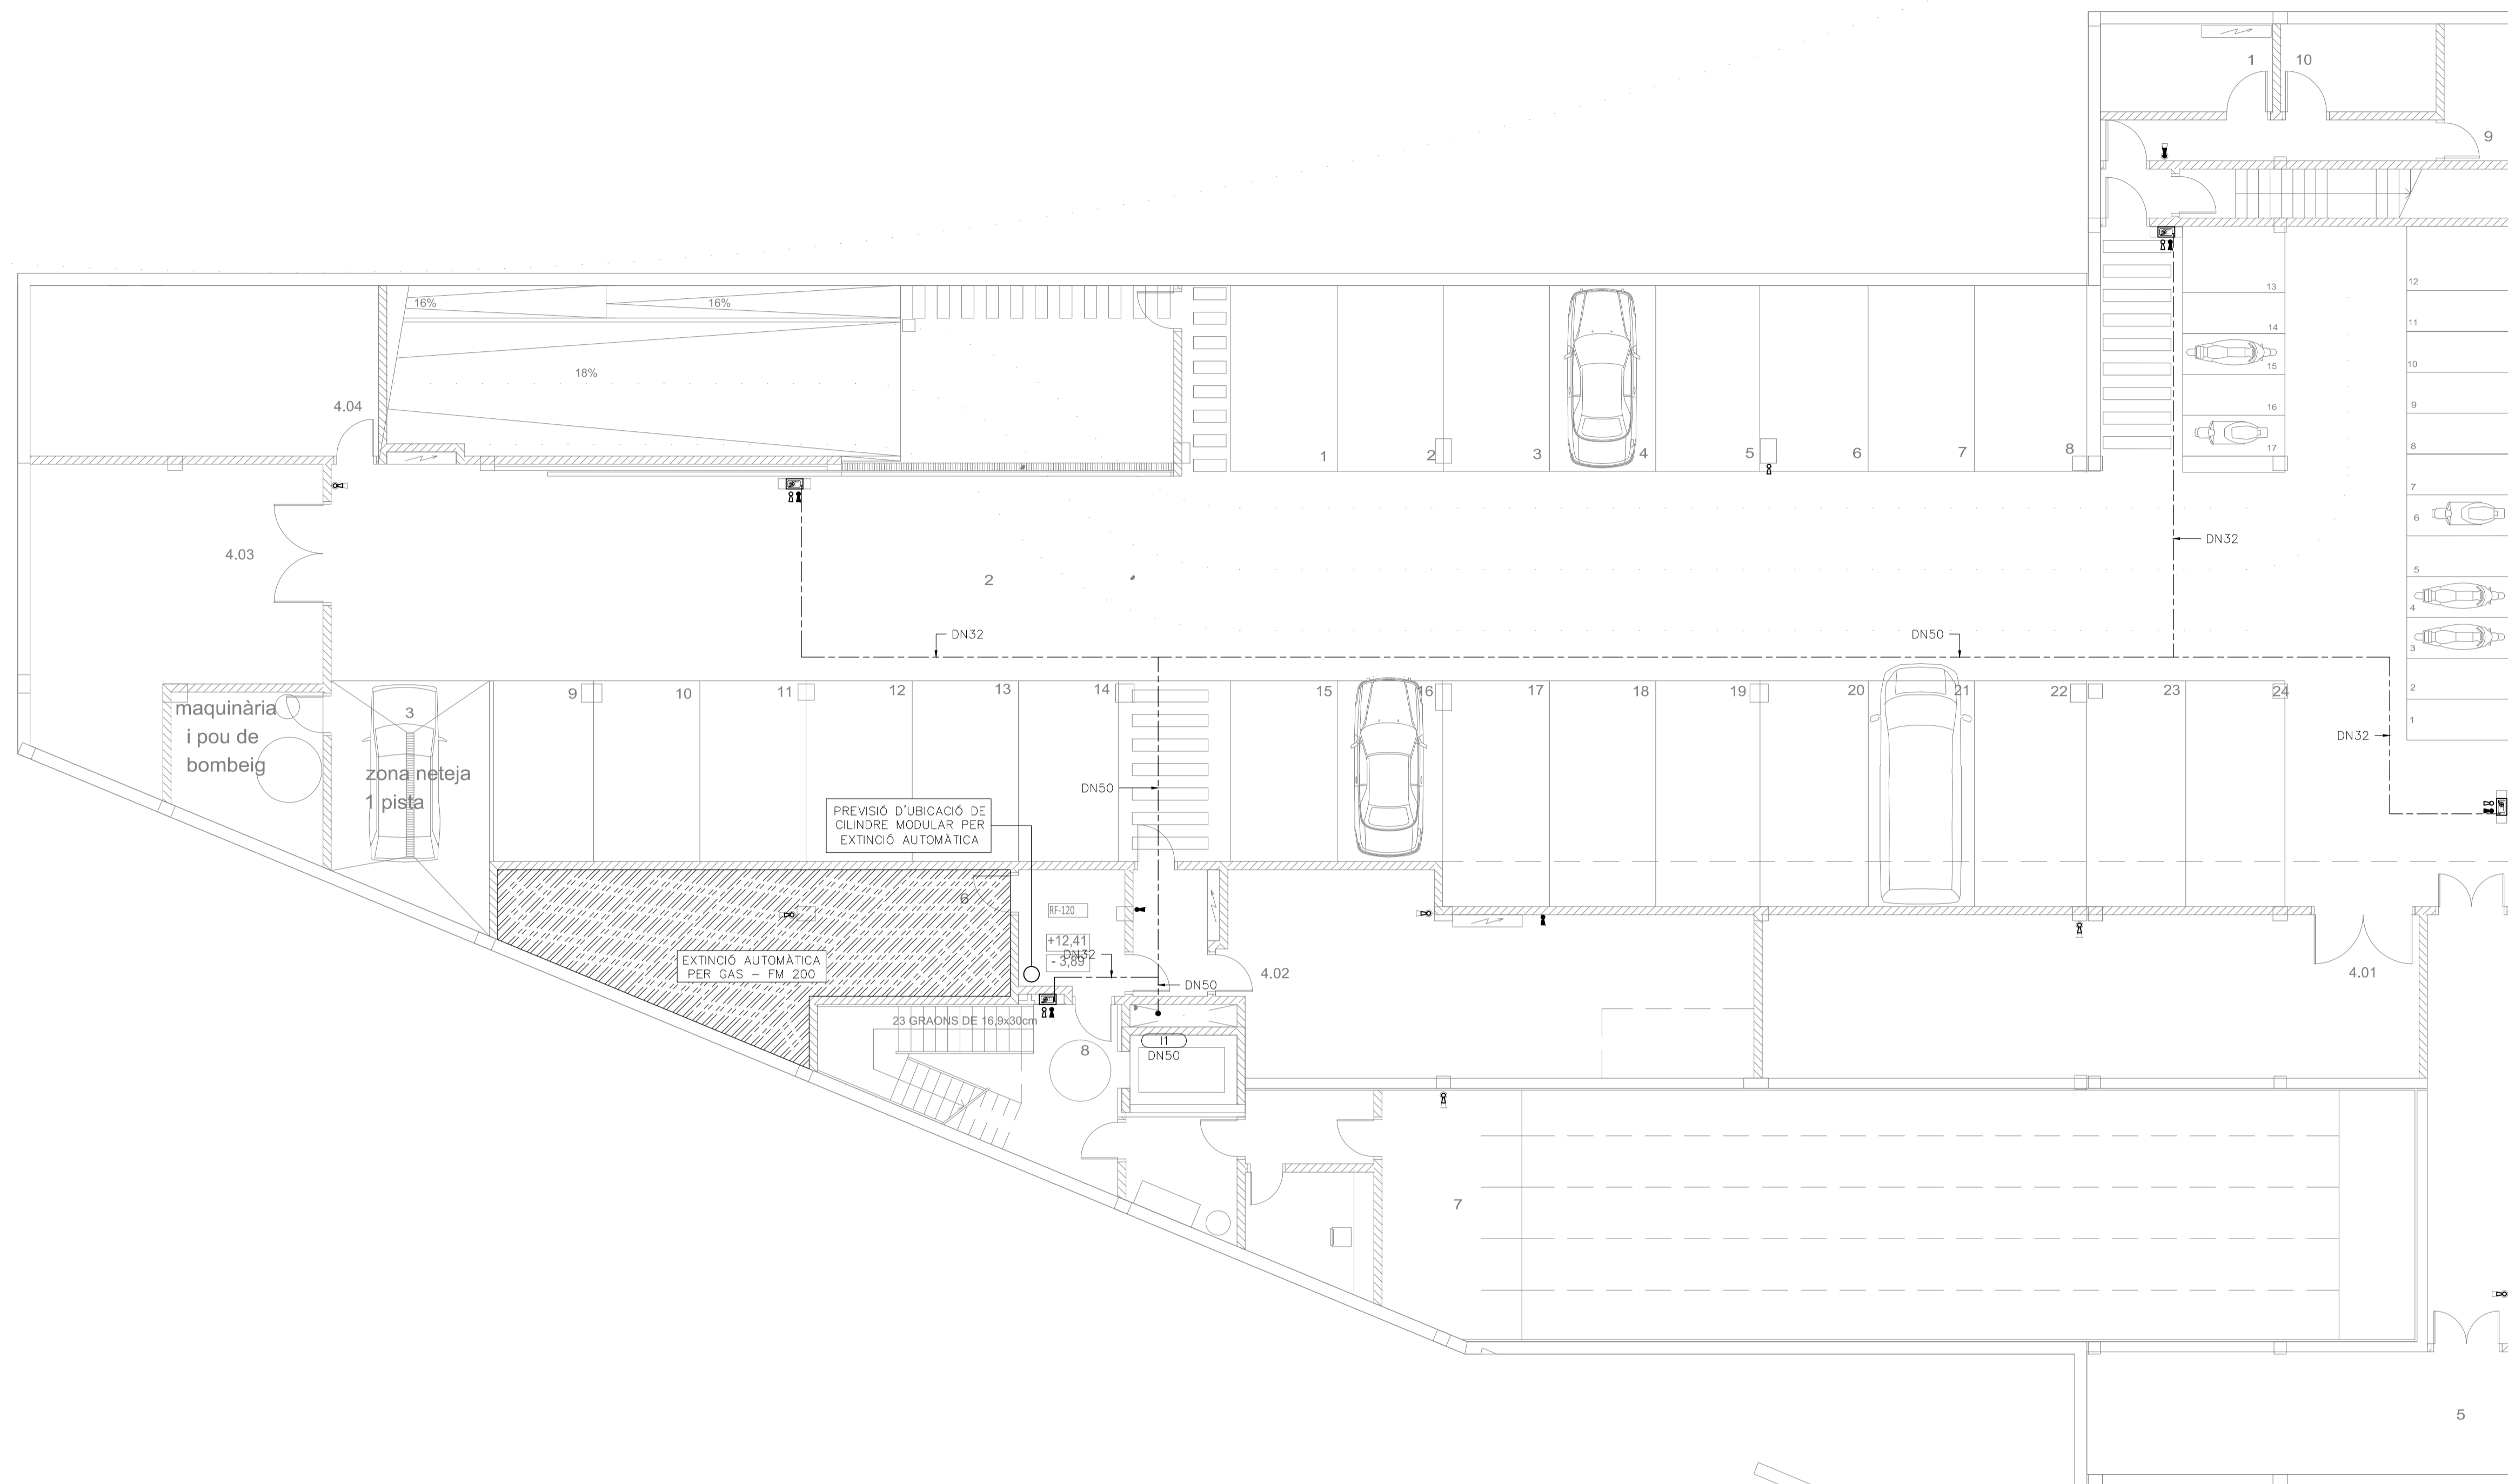 1
10
9
16%
16%
18%
4.04
4.03
2
1
2
3
4
5
6
7
8
13
14
15
16
17
12
11
10
9
8
7
6
5
4
3
2
1
DN32
DN32
DN50
DN32
maquinària
i pou de
bombeig
3
zona neteja
1 pista
9
10
11
12
13
14
15
16
17
18
19
20
21
22
23
24
DN50
PREVISIÓ D'UBICACIÓ DE
CILINDRE MODULAR PER
EXTINCIÓ AUTOMÀTICA
6
RF-120
+12,41
- 3,89
DN32
EXTINCIÓ AUTOMÀTICA
PER GAS – FM 200
DN50
4.02
4.01
23 GRAONS DE 16,9x30cm
8
I1
DN50
7
5